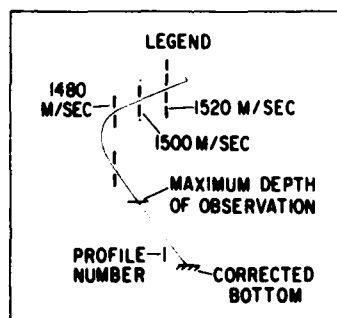 LEGEND
1480
M/SEC
1520 M/SEC
1500 M/SEC
MAXIMUM DEPTH
OF OBSERVATION
PROFILE
NUMBER
CORRECTED
BOTTOM